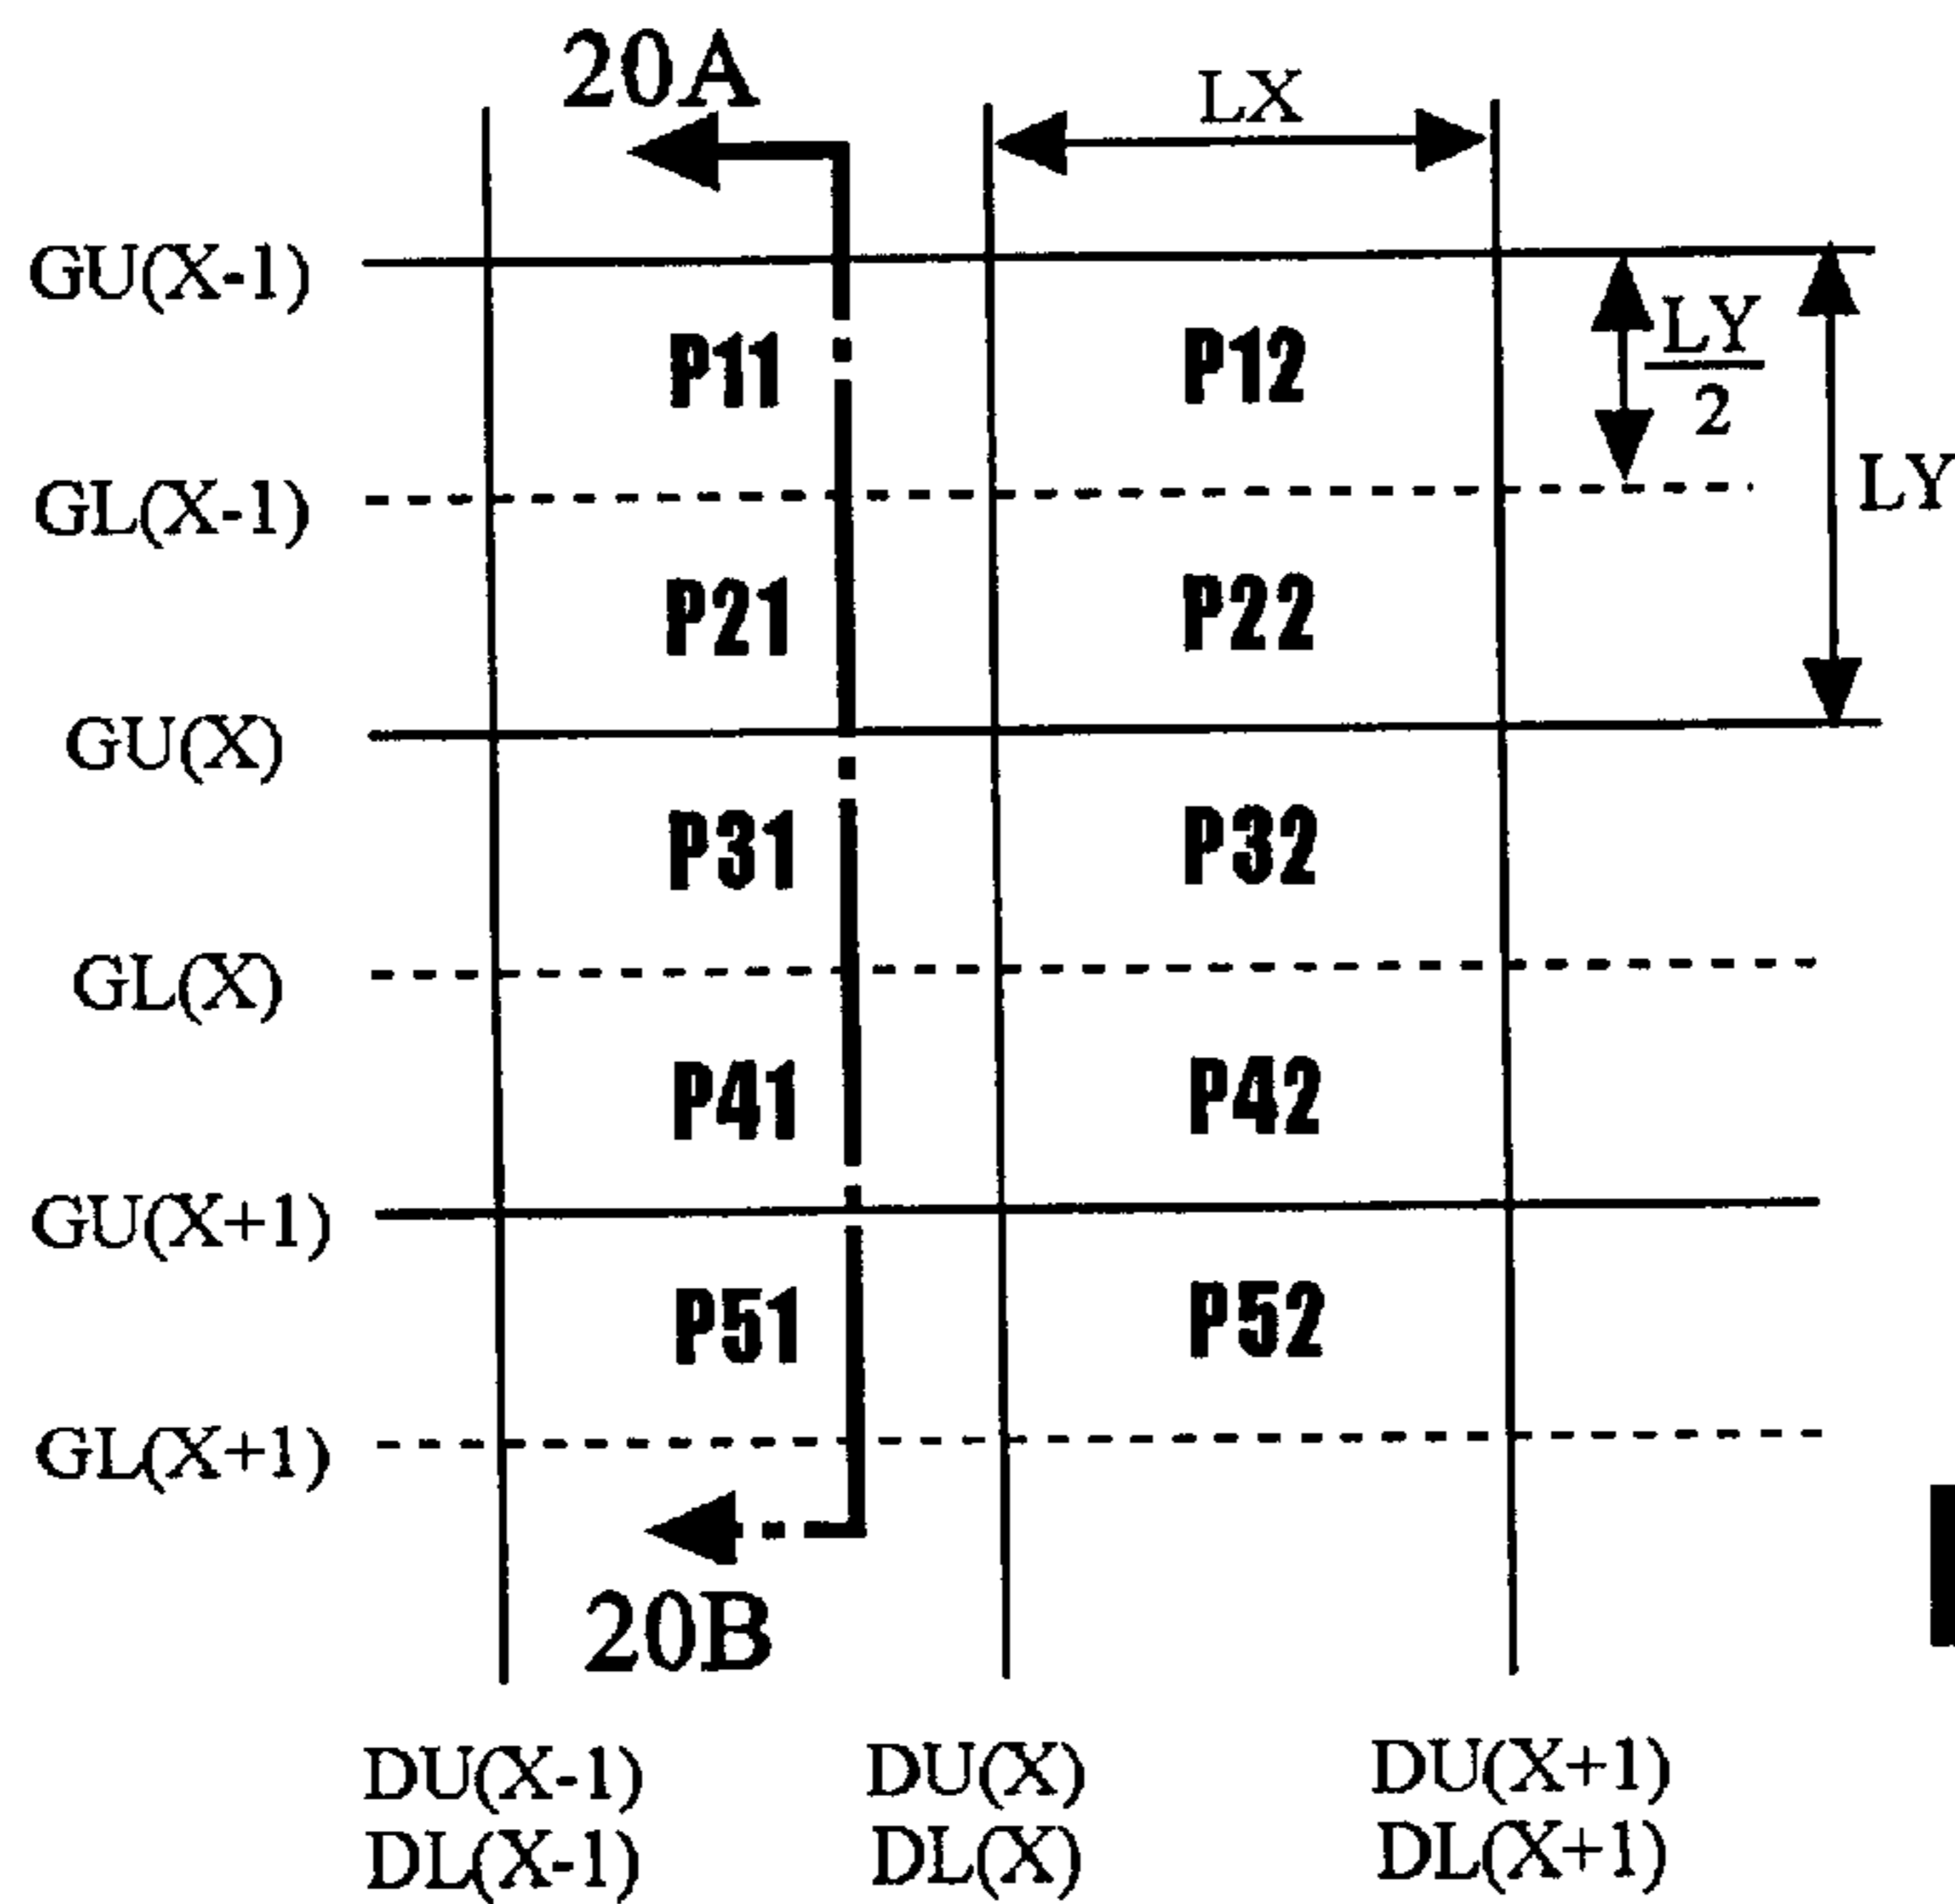 20A
LX
GU(X-1)
P11 P12
LY
2
GL(X-1)
LY
P21 P22
GU(X)
P31 P32
GL(X)
P41 P42
GU(X+1)
P51 P52
GL(X+1)
20B
DU(X-1) DU(X) DU(X+1)
DL(X-1) DL(X) DL(X+1)